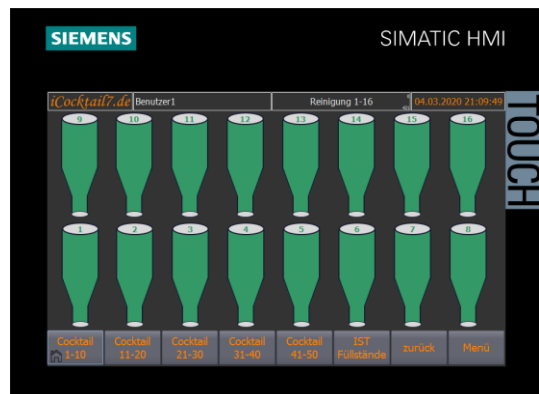 SIEMENS
SIMATIC HMI
TOUCH
iCocktail7.de Benutzer1 Reinigung 1-16 04.03.2020 21:09:49
9 10 11 12 13 14 15 16
1 2 3 4 5 6 7 8
Cocktail Cocktail Cocktail Cocktail Cocktail IST zurück Menü
1-10 11-20 21-30 31-40 41-50 Füllstände